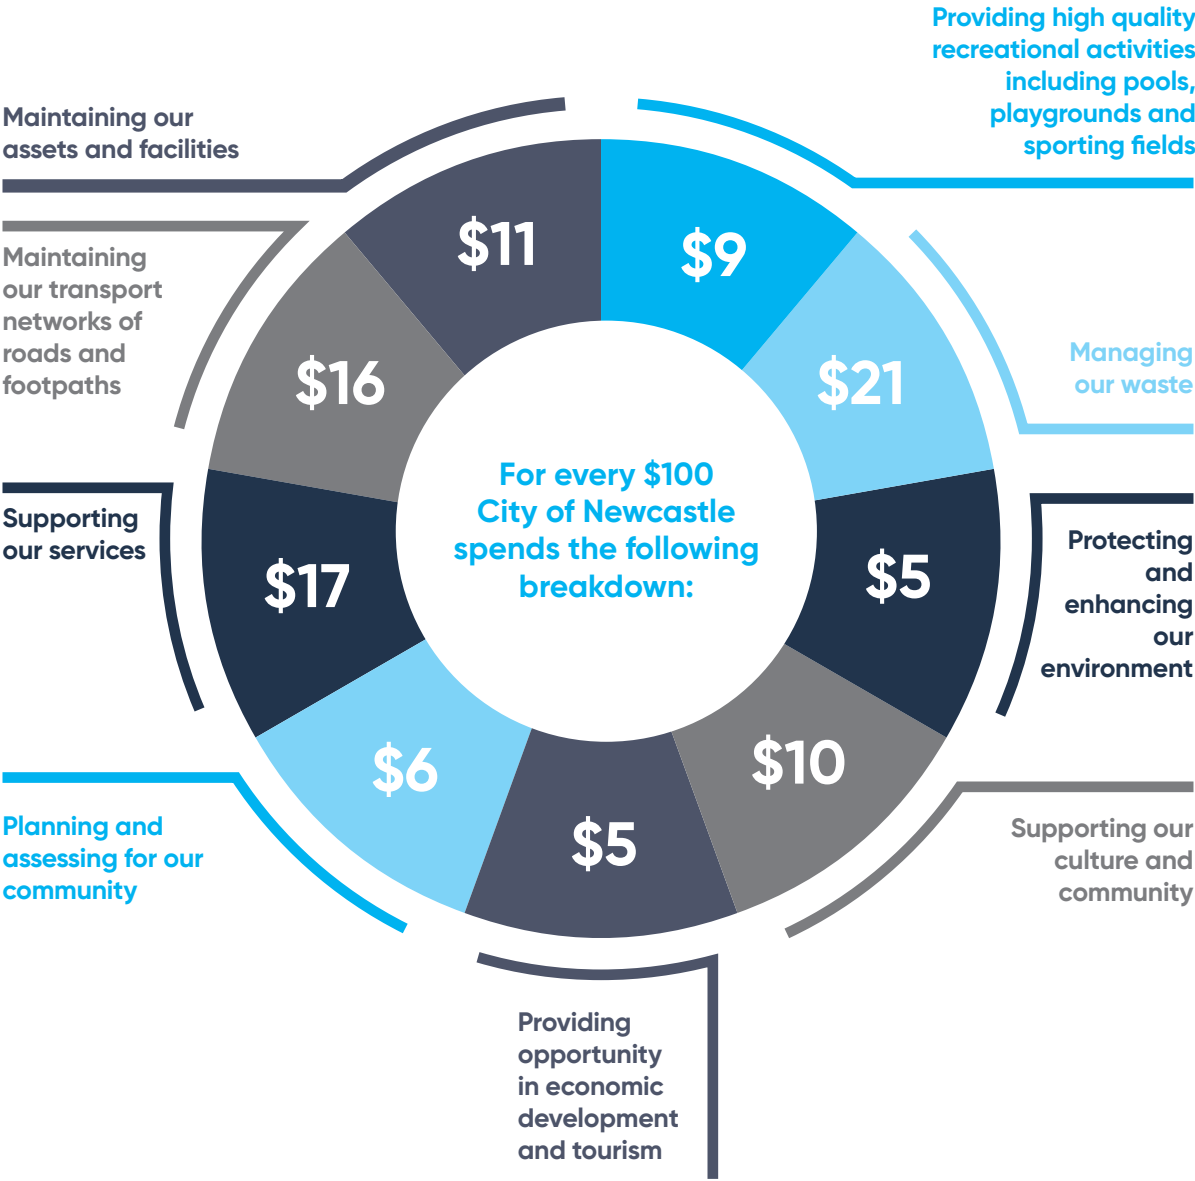 Providing high quality
recreational activities
including pools,
playgrounds and
sporting fields
Maintaining our
assets and facilities
$11
$9
Maintaining
our transport
networks of
roads and
footpaths
$16
$21
Managing
our waste
For every $100
City of Newcastle
spends the following
breakdown:
Supporting
our services
$17
$5
Protecting
and
enhancing
our
environment
$6
$10
$5
Planning and
assessing for our
community
Supporting our
culture and
community
Providing
opportunity
in economic
development
and tourism